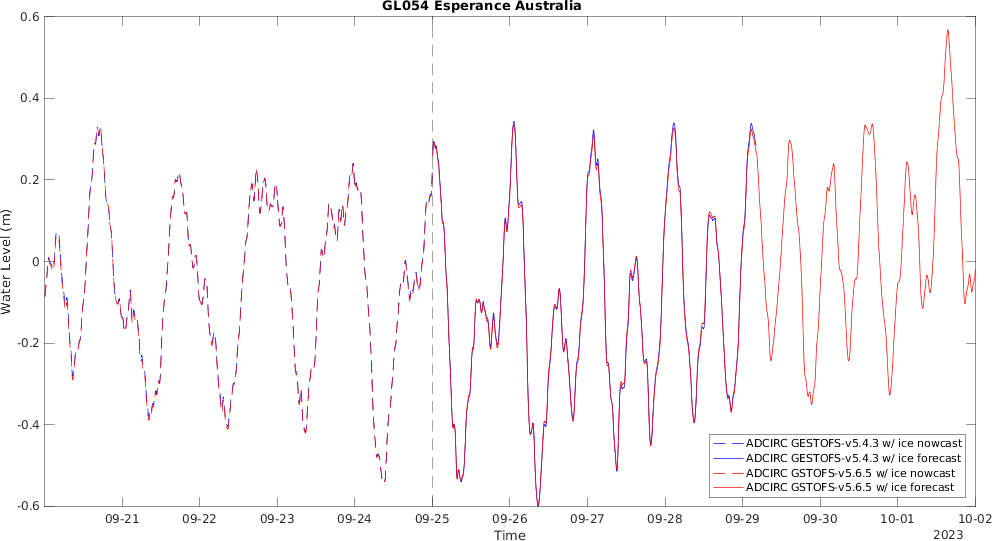 GL054 Esperance Australia
0.6
0.4
0.2
0
-0.2
-0.4
-0.6
Water Level (m)
ADCIRC GESTOFS-v5.4.3 w/ ice nowcast
ADCIRC GESTOFS-v5.4.3 w/ ice forecast
ADCIRC GSTOFS-v5.6.5 w/ ice nowcast
ADCIRC GSTOFS-v5.6.5 w/ ice forecast
09-21 09-22 09-23 09-24 09-25 09-26 09-27 09-28 09-29 09-30 10-01 10-02
Time
2023